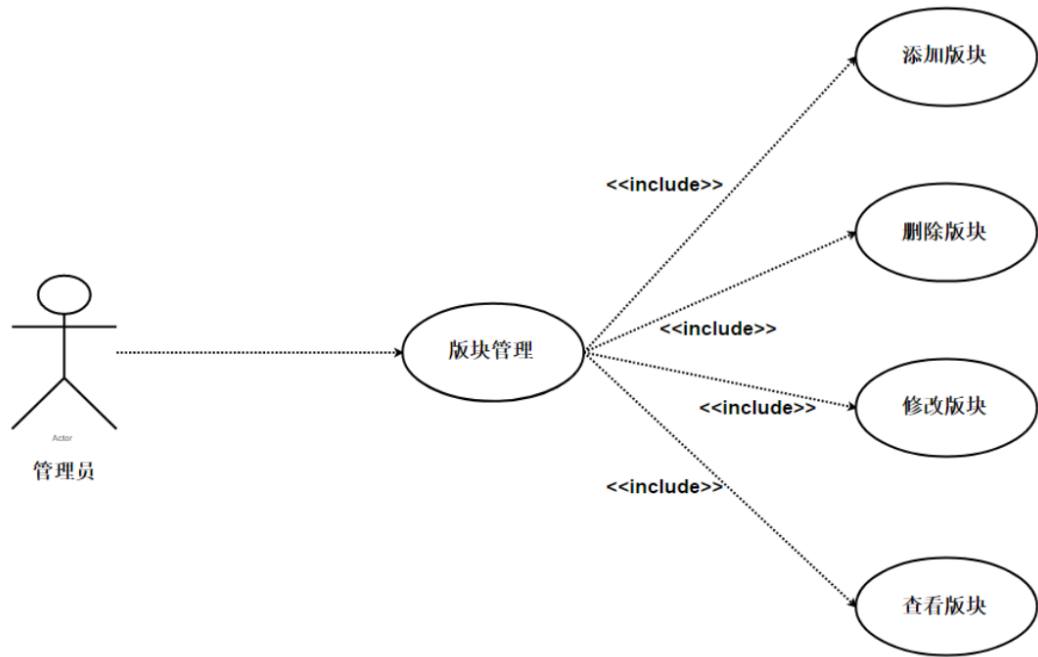 添加版块
<<include>>
删除版块
<<include>>
版块管理
<<include>>
修改版块
Actor
管理员
<<include>>
查看版块